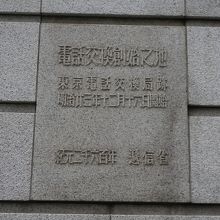 電話交換創始之地
東京電話交換局跡
明治廿三年十二月十六日開始
紀元二千六百年 逓信省